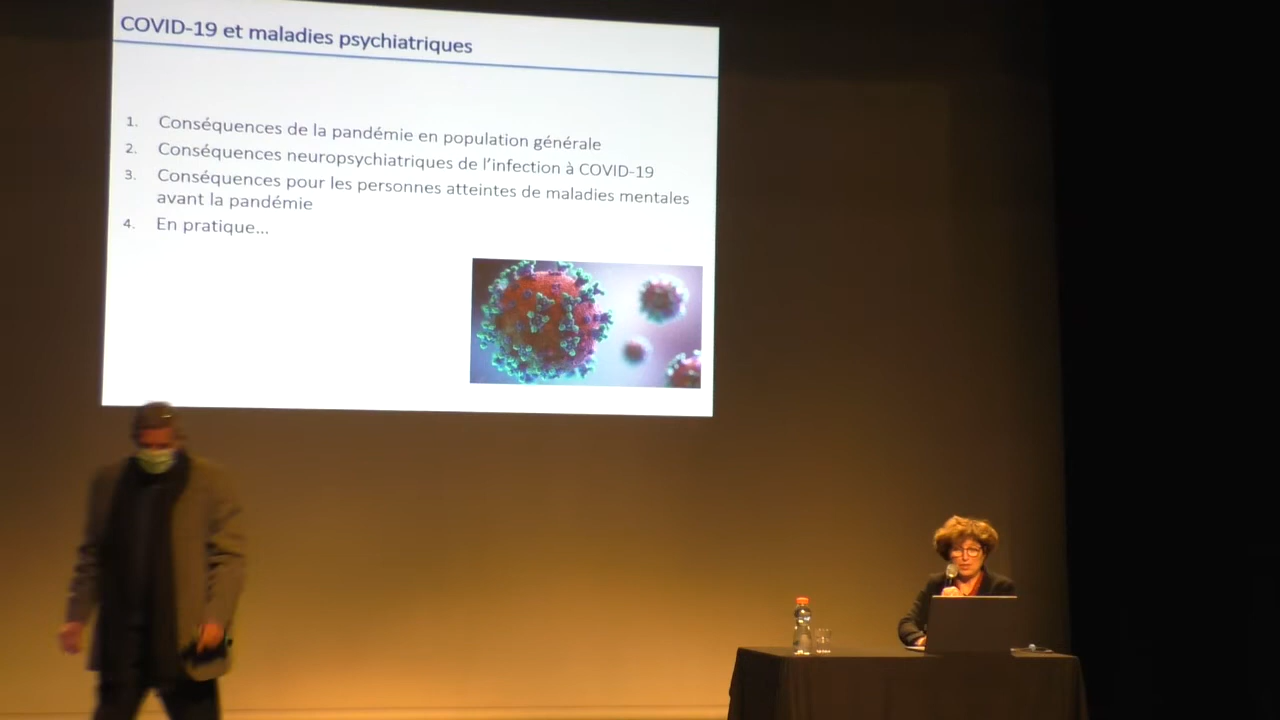 COVID-19 et maladies psychiatriques
1. Conséquences de la pandémie en population générale
2. Conséquences neuropsychiatriques de l'infection à COVID-19
3. Conséquences pour les personnes atteintes de maladies mentales
avant la pandémie
4. En pratique...